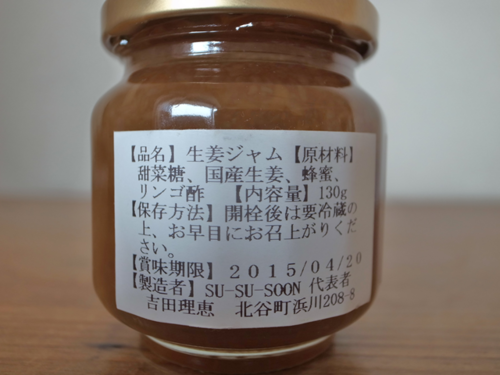 【品名】生姜ジャム【原材料】
甜菜糖、国産生姜、蜂蜜、
リンゴ酢 【内容量】130g
【保存方法】開栓後は要冷蔵の
上、お早目にお召上がりくだ
さい。
【賞味期限】2015/04/20
【製造者】SU-SU-SOON 代表者
吉田理恵 北谷町浜川208-8